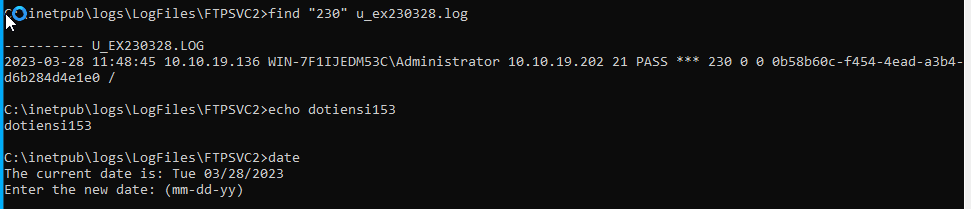 C:\inetpub\logs\LogFiles\FTPSVC2>find "230" u_ex230328.log
---------- U_EX230328.LOG
2023-03-28 11:48:45 10.10.19.136 WIN-7F1IJEDM53C\Administrator 10.10.19.202 21 PASS *** 230 0 0 0b58b60c-f454-4ead-a3b4-
d6b284d4e1e0 /
C:\inetpub\logs\LogFiles\FTPSVC2>echo dotiensi153
dotiensi153
C:\inetpub\logs\LogFiles\FTPSVC2>date
The current date is: Tue 03/28/2023
Enter the new date: (mm-dd-yy)